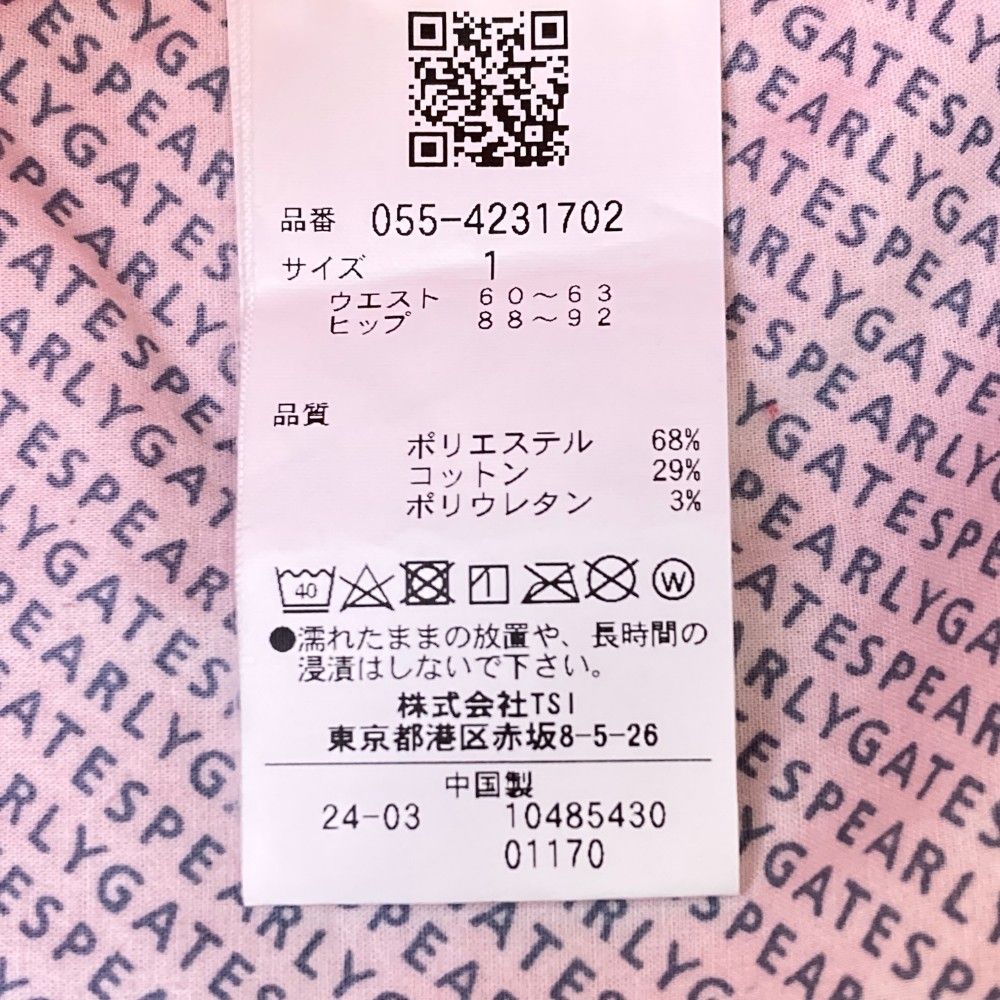 品番 055-4231702
サイズ 1
ウエスト 60～63
ヒップ 88～92
品質
ポリエステル 68%
コットン 29%
ポリウレタン 3%
40 W
●濡れたままの放置や、長時間の
浸漬はしないで下さい。
株式会社TSI
東京都港区赤坂8-5-26
中国製
24-03 10485430
01170
PEARLYGATES